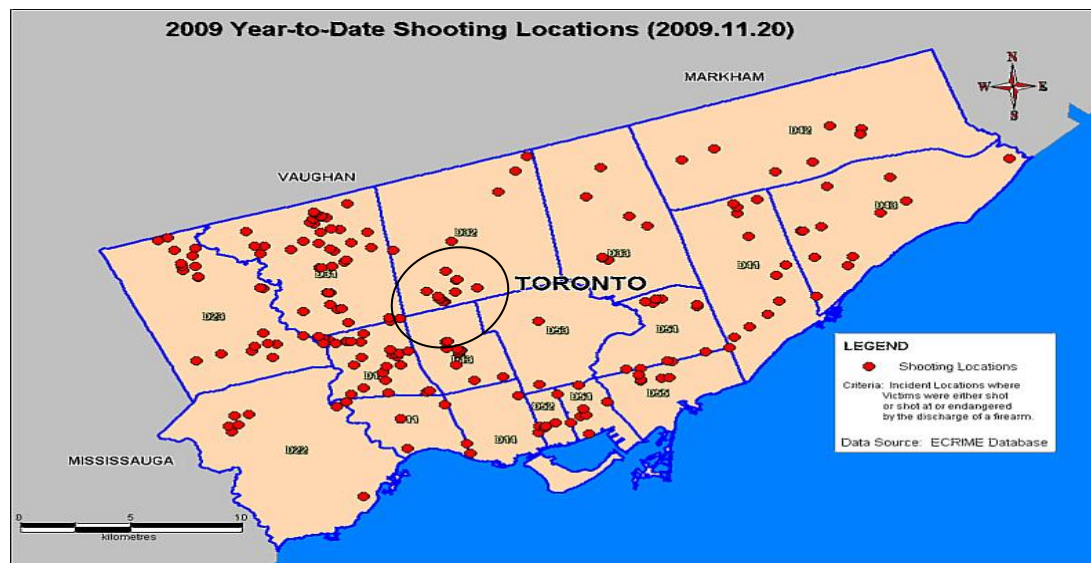 2009 Year-to-Date Shooting Locations (2009.11.20)
MARKHAM
N
W E
S
D42
VAUGHAN
D43
D32
D33
D41
D31
TORONTO
D23
D53
D54
D13
D55
D52
D51
D11
D14
D22
MISSISSAUGA
LEGEND
Shooting Locations
Criteria: Incident Locations where
Victims were either shot
or shot at or endangered
by the discharge of a firearm.
Data Source: ECRIME Database
0 5 10
kilometres